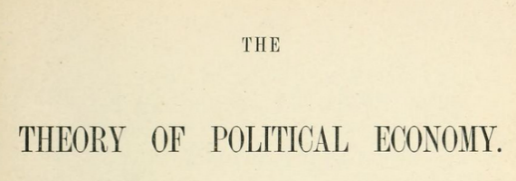 THE
THEORY OF POLITICAL ECONOMY.